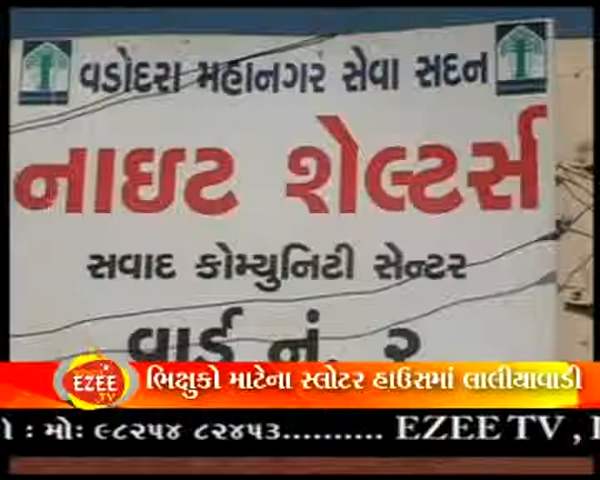 વડોદરા મહાનગર સેવા સદન
નાઇટ શેલ્ટર્સ
સવાદ કોમ્યુનિટી સેન્ટર
વાર્ડ નં. ૨
EZEE TV
ભિક્ષુકો માટેના સ્લોટર હાઉસમાં લાલીયાવાડી
: મોઃ ૯૮૨૫૪ ૮૨૪૫૩.......... EZEE TV ,